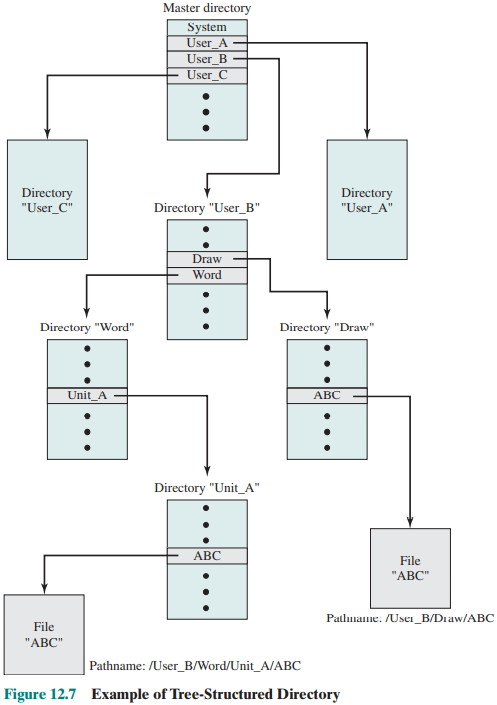 Master directory
System
User_A
User_B
User_C
Directory
"User_C"
Directory
"User_A"
Directory "User_B"
Draw
Word
Directory "Word"
Directory "Draw"
Unit_A
ABC
Directory "Unit_A"
ABC
File
"ABC"
Pathname: /User_B/Draw/ABC
File
"ABC"
Pathname: /User_B/Word/Unit_A/ABC
Figure 12.7 Example of Tree-Structured Directory